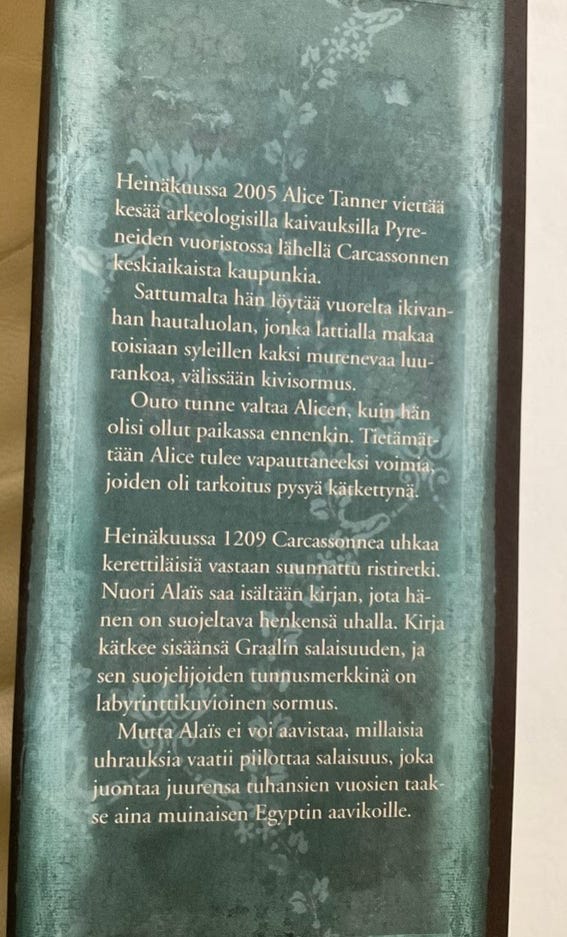 Heinäkuussa 2005 Alice Tanner viettää
kesää arkeologisilla kaivauksilla Pyre-
neiden vuoristossa lähellä Carcassonnen
keskiaikaista kaupunkia.
Sattumalta hän löytää vuorelta ikivan-
han hautaluolan, jonka lattialla makaa
toisiaan syleillen kaksi murenevaa luu-
rankoa, välissään kivisormus.
Outo tunne valtaa Alicen, kuin hän
olisi ollut paikassa ennenkin. Tietämät-
tään Alice tulee vapauttaneeksi voimia,
joiden oli tarkoitus pysyä kätkettynä.
Heinäkuussa 1209 Carcassonnea uhkaa
kerettiläisiä vastaan suunnattu ristiretki.
Nuori Alaïs saa isältään kirjan, jota hä-
nen on suojeltava henkensä uhalla. Kirja
kätkee sisäänsä Graalin salaisuuden, ja
sen suojelijoiden tunnusmerkkinä on
labyrinttikuvioinen sormus.
Mutta Alaïs ei voi aavistaa, millaisia
uhrauksia vaatii piilottaa salaisuus, joka
juontaa juurensa tuhansien vuosien taak-
se aina muinaisen Egyptin aavikoille.